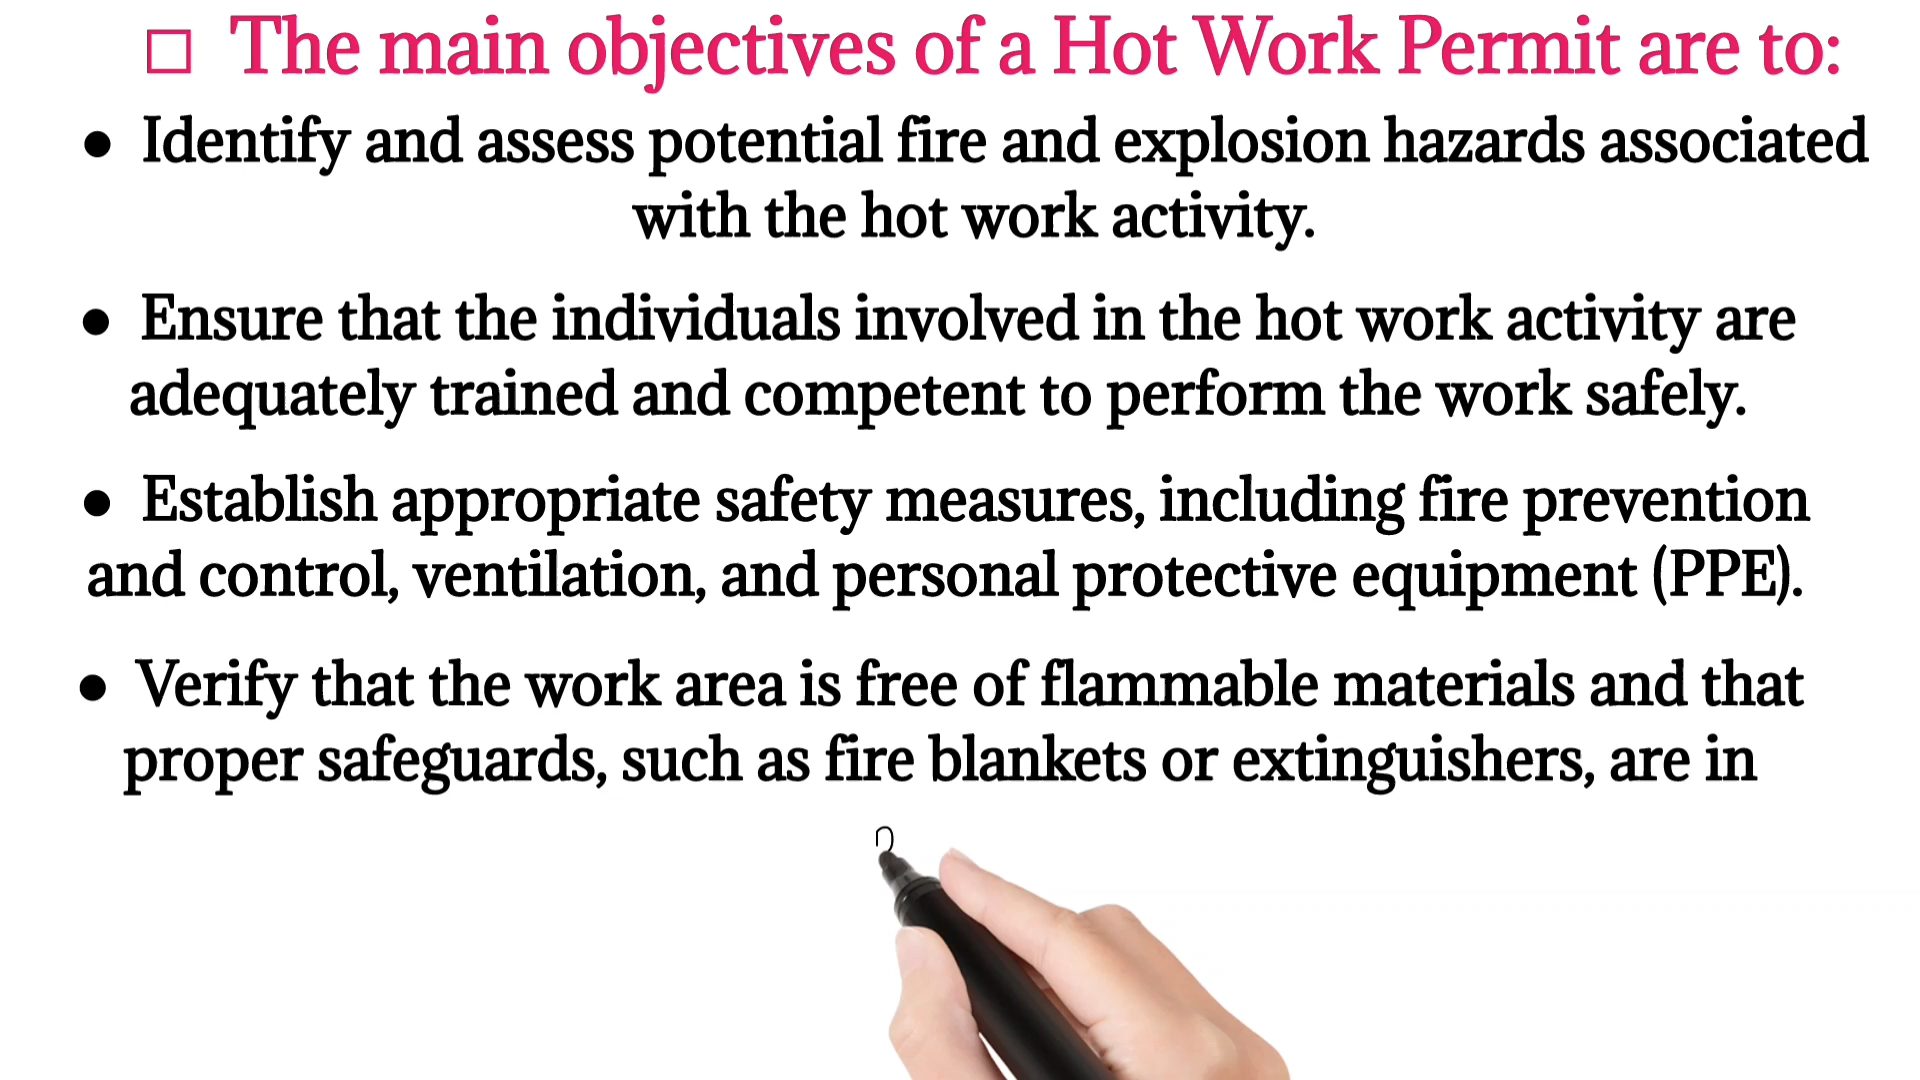 □ The main objectives of a Hot Work Permit are to:
● Identify and assess potential fire and explosion hazards associated
with the hot work activity.
● Ensure that the individuals involved in the hot work activity are
adequately trained and competent to perform the work safely.
● Establish appropriate safety measures, including fire prevention
and control, ventilation, and personal protective equipment (PPE).
● Verify that the work area is free of flammable materials and that
proper safeguards, such as fire blankets or extinguishers, are in